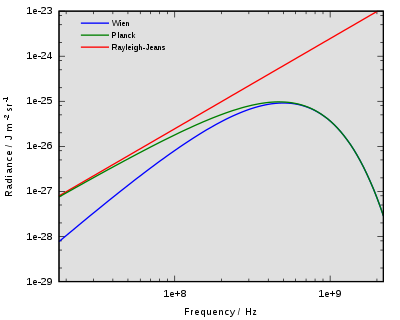 1e-23
1e-24
1e-25
1e-26
1e-27
1e-28
1e-29
Radiance / J m⁻² sr⁻¹
Wien
Planck
Rayleigh-Jeans
1e+8
1e+9
Frequency / Hz